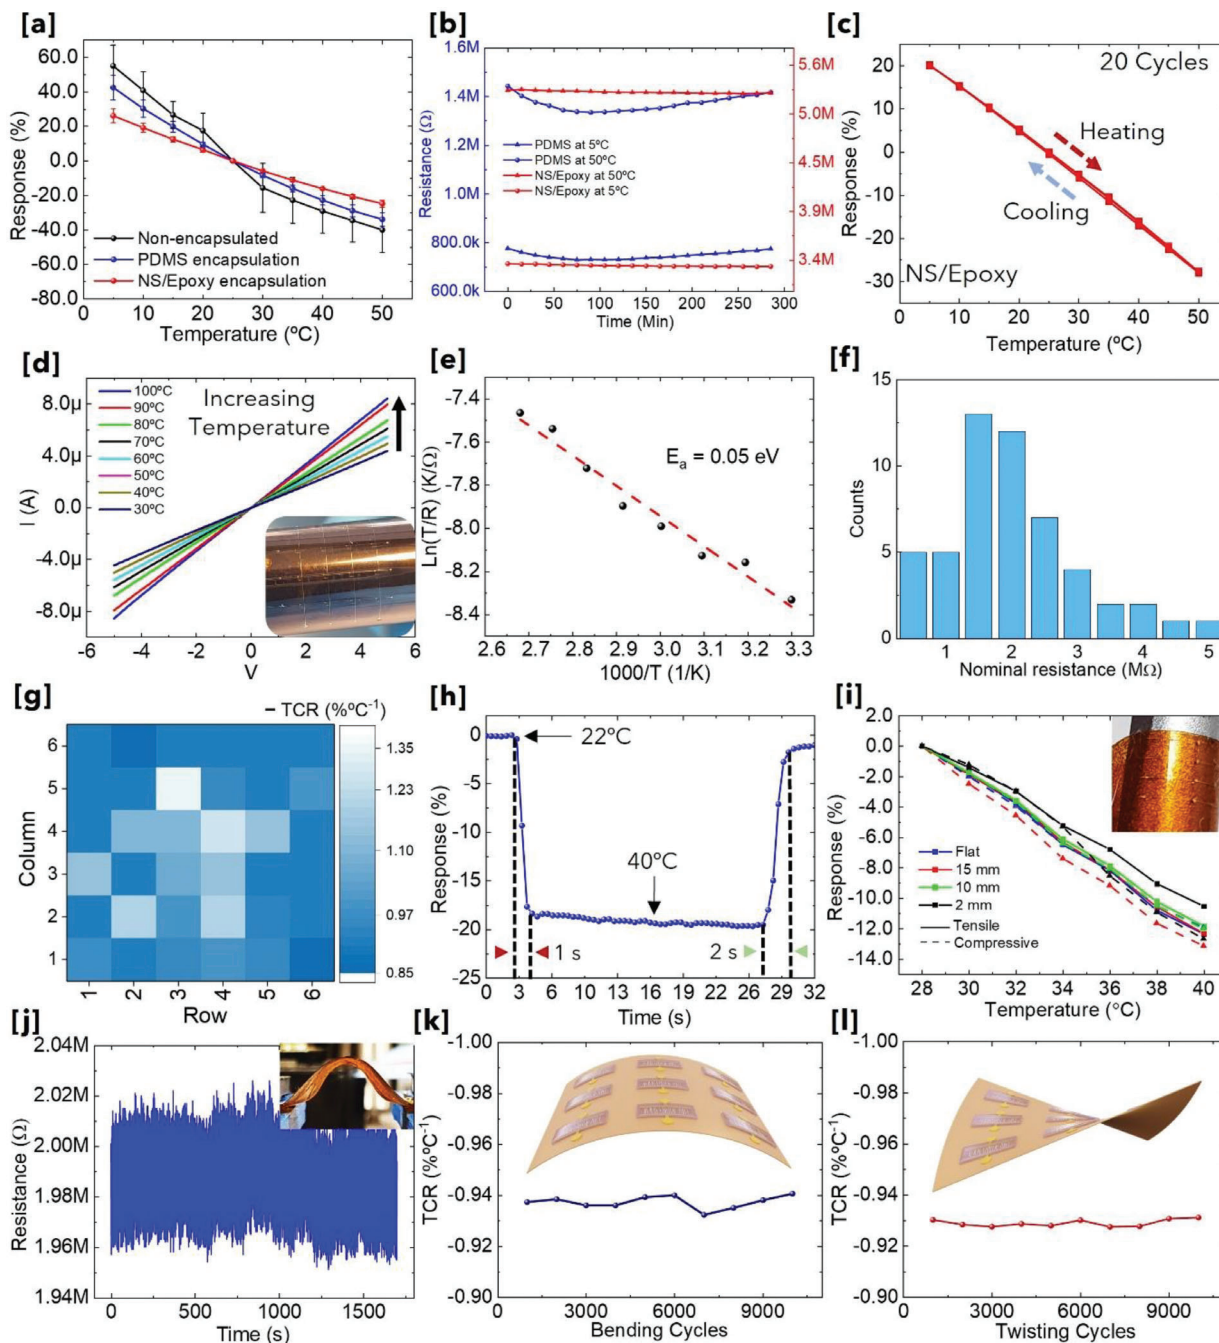 [a]
60.0
40.0
20.0
0.0
-20.0
-40.0
-60.0
-80.0
Response (%)
Non-encapsulated
PDMS encapsulation
NS/Epoxy encapsulation
0 10 20 30 40 50
Temperature (ºC)
[b]
1.6M
1.4M
1.2M
1.0M
800.0k
600.0k
Resistance (Ω)
5.6M
5.0M
4.5M
3.9M
3.4M
Resistance (Ω)
PDMS at 5ºC
PDMS at 50ºC
NS/Epoxy at 50ºC
NS/Epoxy at 5ºC
0 50 100 150 200 250 300
Time (Min)
[c]
20
10
0
-10
-20
-30
Response (%)
20 Cycles
Heating
Cooling
NS/Epoxy
0 10 20 30 40 50
Temperature (ºC)
[d]
8.0µ
4.0µ
0.0
-4.0µ
-8.0µ
I (A)
100ºC
90ºC
80ºC
70ºC
60ºC
50ºC
40ºC
30ºC
Increasing
Temperature
-6 -4 -2 0 2 4 6
V
[e]
-7.4
-7.6
-7.8
-8.0
-8.2
-8.4
Ln(T/R) (K/Ω)
Ea = 0.05 eV
2.6 2.7 2.8 2.9 3.0 3.1 3.2 3.3
1000/T (1/K)
[f]
15
10
5
0
Counts
1 2 3 4 5
Nominal resistance (MΩ)
[g]
– TCR (%ºC-1)
6
5
4
3
2
1
Column
1.35
1.23
1.10
0.97
0.85
1 2 3 4 5 6
Row
[h]
0
-5
-10
-15
-20
-25
Response (%)
22ºC
40ºC
1 s
2 s
0 3 6 9 11 14 17 20 23 26 29 32
Time (s)
[i]
2.0
0.0
-2.0
-4.0
-6.0
-8.0
-10.0
-12.0
-14.0
Response (%)
Flat
15 mm
10 mm
2 mm
Tensile
Compressive
28 30 32 34 36 38 40
Temperature (°C)
[j]
2.04M
2.02M
2.00M
1.98M
1.96M
1.94M
Resistance (Ω)
0 500 1000 1500
Time (s)
[k]
-1.00
-0.98
-0.96
-0.94
-0.92
-0.90
TCR (%ºC-1)
0 3000 6000 9000
Bending Cycles
[l]
-1.00
-0.98
-0.96
-0.94
-0.92
-0.90
TCR (%ºC-1)
0 3000 6000 9000
Twisting Cycles